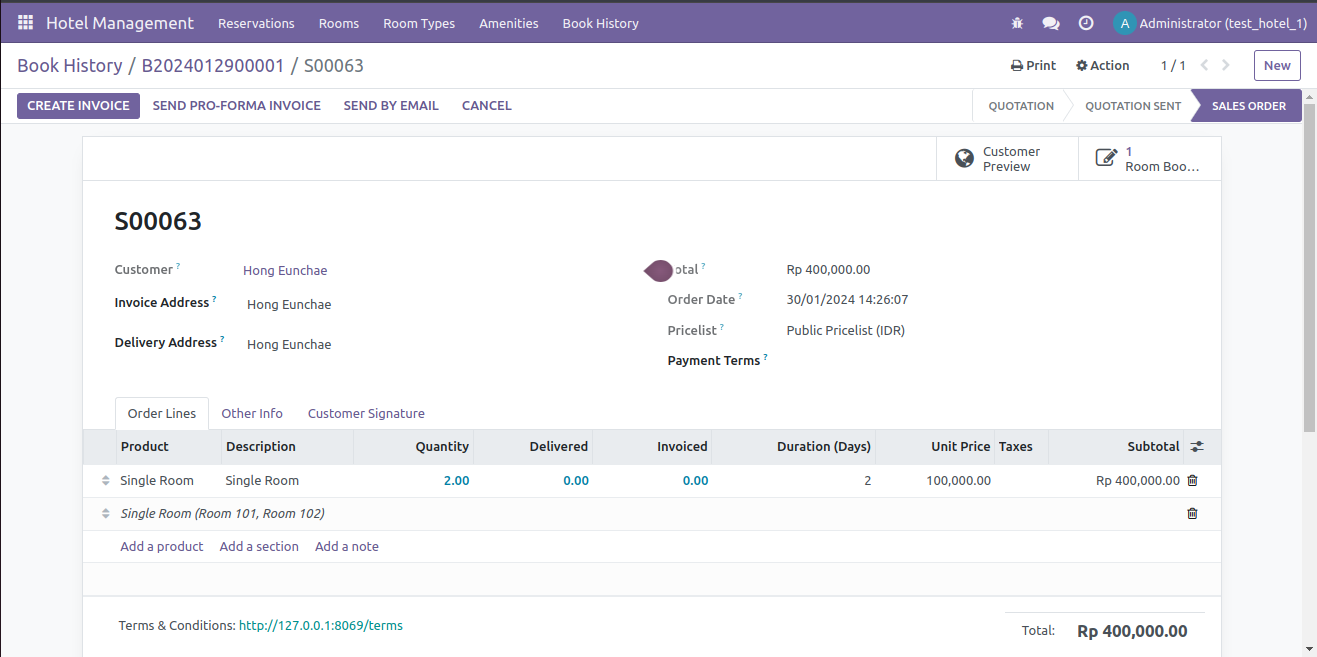 Hotel Management Reservations Rooms Room Types Amenities Book History A Administrator (test_hotel_1)
Book History / B2024012900001 / S00063 Print Action 1 / 1 New
CREATE INVOICE SEND PRO-FORMA INVOICE SEND BY EMAIL CANCEL QUOTATION QUOTATION SENT SALES ORDER
Customer Preview 1 Room Boo...
S00063
Customer ? Hong Eunchae otal ? Rp 400,000.00
Invoice Address ? Hong Eunchae Order Date ? 30/01/2024 14:26:07
Delivery Address ? Hong Eunchae Pricelist ? Public Pricelist (IDR)
Payment Terms ?
Order Lines Other Info Customer Signature
Product Description Quantity Delivered Invoiced Duration (Days) Unit Price Taxes Subtotal
Single Room Single Room 2.00 0.00 0.00 2 100,000.00 Rp 400,000.00
Single Room (Room 101, Room 102)
Add a product Add a section Add a note
Terms & Conditions: http://127.0.0.1:8069/terms Total: Rp 400,000.00